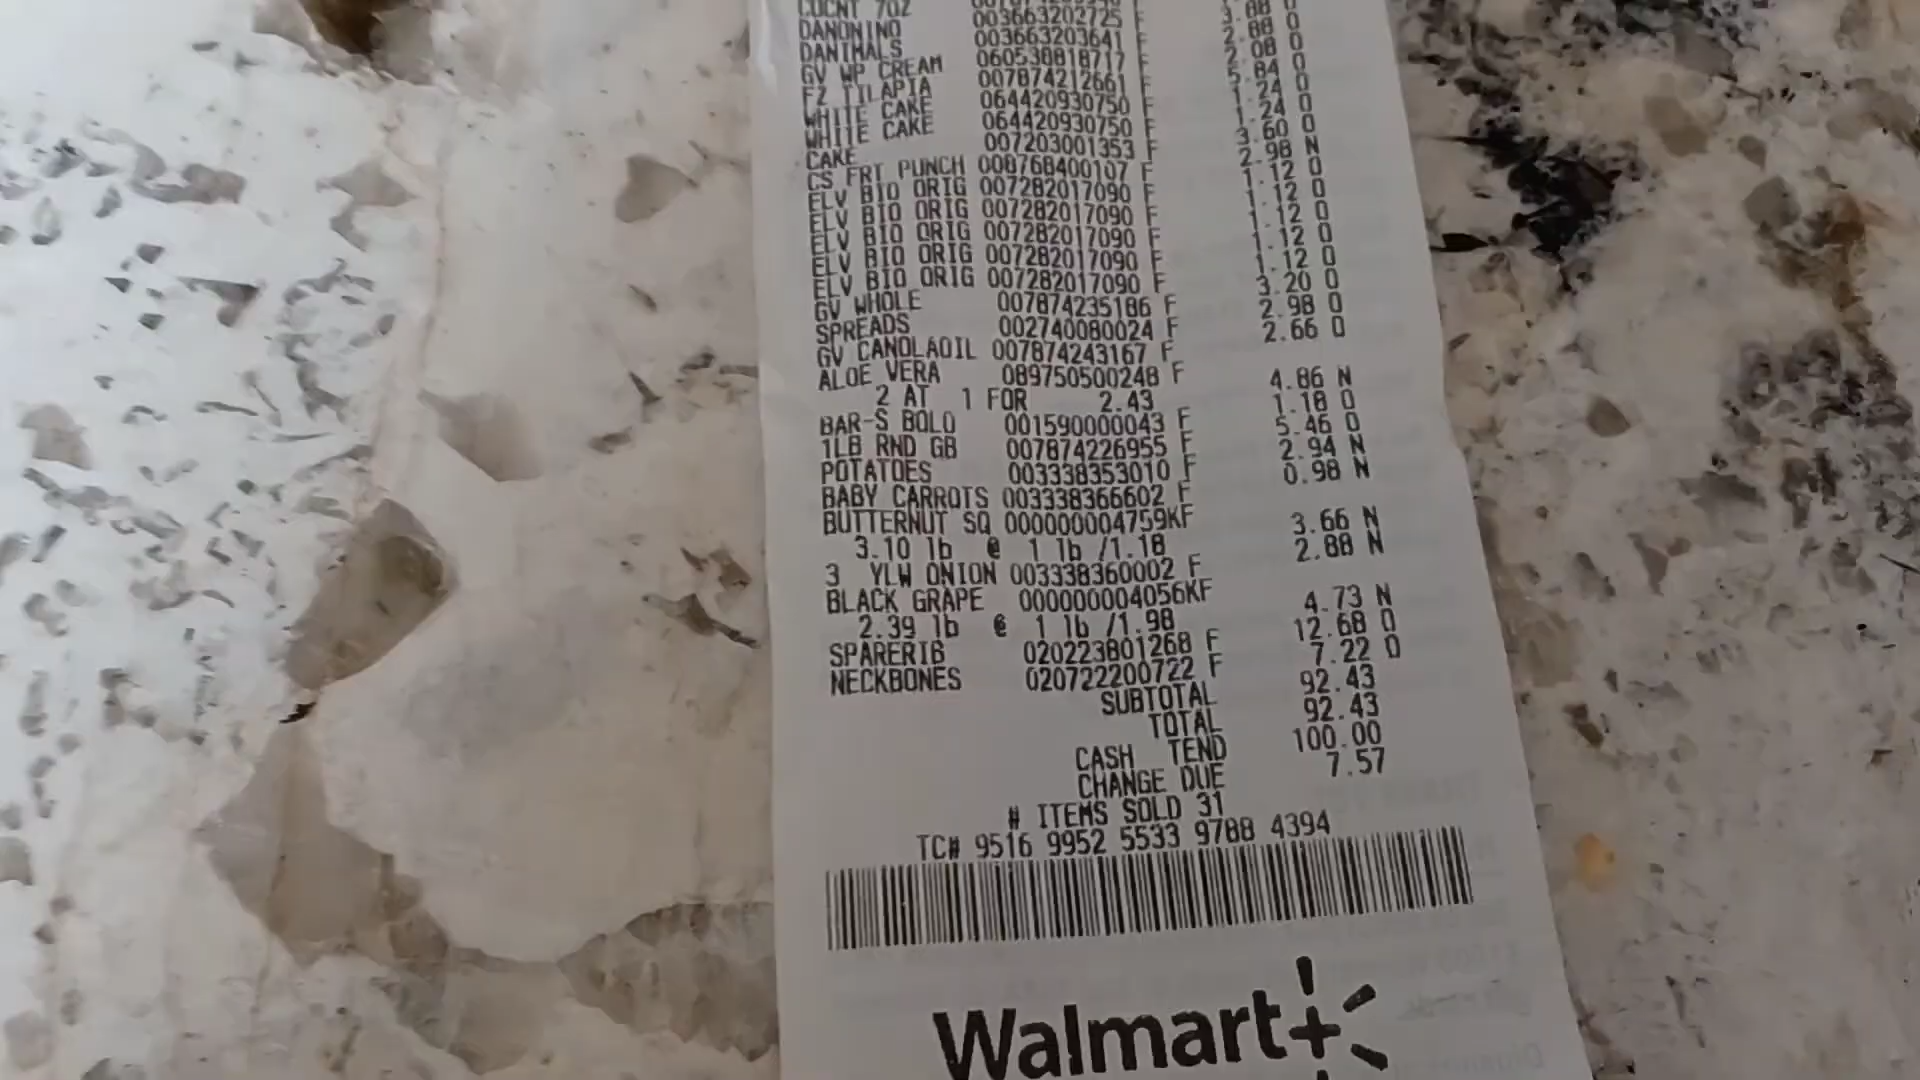 COCNT 7OZ
DANONINO 003663202725 F 3.88 O
DANIMALS 003663203641 F 2.88 O
GV WP CREAM 060538818717 F 2.08 O
FZ TILAPIA 007874212661 F 5.84 O
WHITE CAKE 064420930750 F 1.24 O
WHITE CAKE 064420930750 F 1.24 O
CAKE 007203001353 F 3.60 O
CS FRT PUNCH 008768400107 F 2.98 N
ELV BIO ORIG 007282017090 F 1.12 O
ELV BIO ORIG 007282017090 F 1.12 O
ELV BIO ORIG 007282017090 F 1.12 O
ELV BIO ORIG 007282017090 F 1.12 O
ELV BIO ORIG 007282017090 F 1.12 O
GV WHOLE 007874235186 F 3.20 O
SPREADS 002740080024 F 2.98 O
GV CANOLAOIL 007874243167 F 2.66 O
ALOE VERA 089750500248 F
2 AT 1 FOR 2.43 4.86 N
BAR-S BOLO 001590000043 F 1.18 O
1LB RND GB 007874226955 F 5.46 O
POTATOES 003338353010 F 2.94 N
BABY CARROTS 003338366602 F 0.98 N
BUTTERNUT SQ 000000004759KF
3.10 lb @ 1 lb /1.18 3.66 N
3 YLW ONION 003338360002 F 2.88 N
BLACK GRAPE 000000004056KF
2.39 lb @ 1 lb /1.98 4.73 N
SPARERIB 020223801268 F 12.68 O
NECKBONES 020722200722 F 7.22 O
SUBTOTAL 92.43
TOTAL 92.43
CASH TEND 100.00
CHANGE DUE 7.57
# ITEMS SOLD 31
TC# 9516 9952 5533 9788 4394
Walmart+